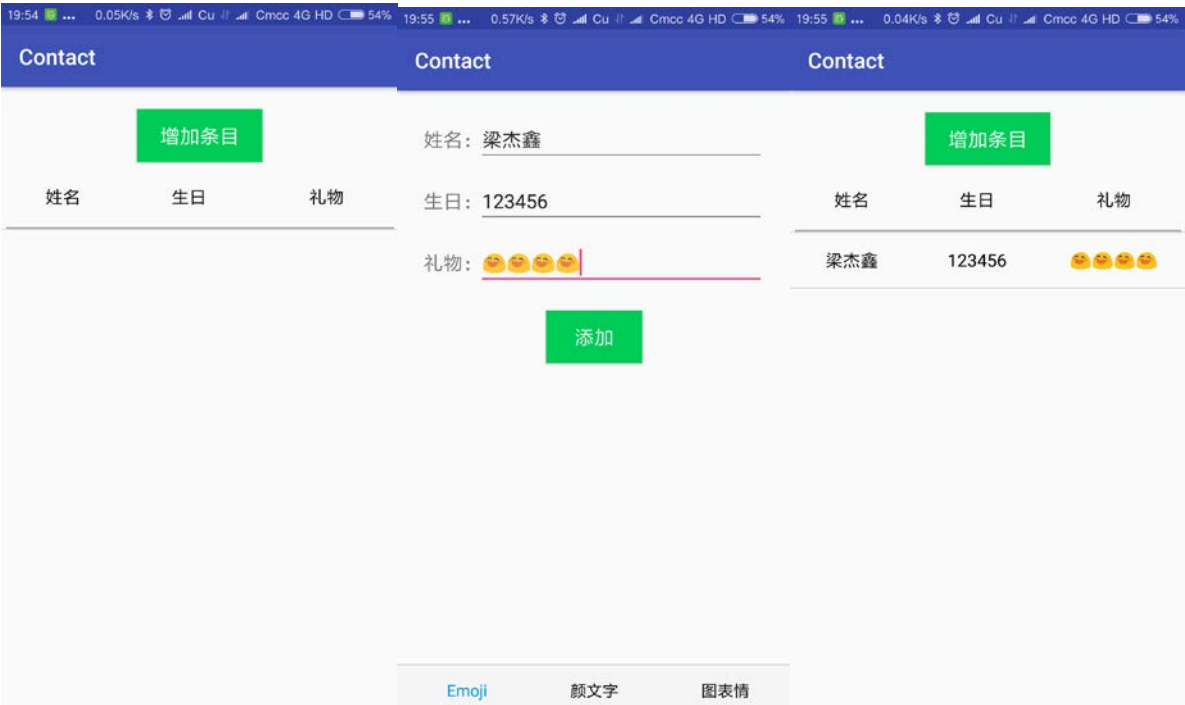 19:54 ... 0.05K/s Cu Cmcc 4G HD 54%
Contact
增加条目
姓名 生日 礼物
19:55 ... 0.57K/s Cu Cmcc 4G HD 54%
Contact
姓名: 梁杰鑫
生日: 123456
礼物: 😊😊😊😊
添加
Emoji 颜文字 图表情
19:55 ... 0.04K/s Cu Cmcc 4G HD 54%
Contact
增加条目
姓名 生日 礼物
梁杰鑫 123456 😊😊😊😊